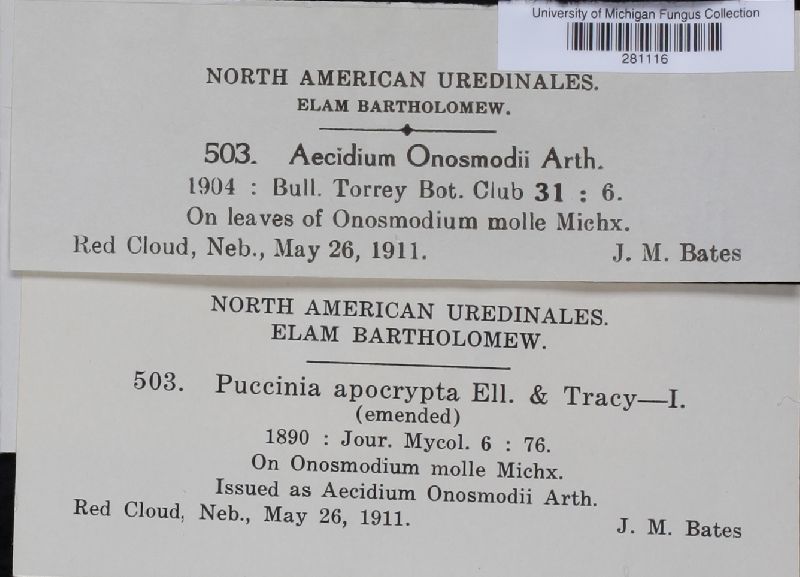 University of Michigan Fungus Collection
281116
NORTH AMERICAN UREDINALES.
ELAM BARTHOLOMEW.
503. Aecidium Onosmodii Arth.
1904 : Bull. Torrey Bot. Club 31 : 6.
On leaves of Onosmodium molle Michx.
Red Cloud, Neb., May 26, 1911. J. M. Bates
NORTH AMERICAN UREDINALES.
ELAM BARTHOLOMEW.
503. Puccinia apocrypta Ell. & Tracy—I.
(emended)
1890 : Jour. Mycol. 6 : 76.
On Onosmodium molle Michx.
Issued as Aecidium Onosmodii Arth.
Red Cloud, Neb., May 26, 1911. J. M. Bates